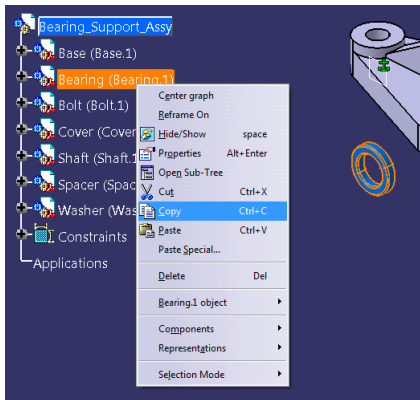 Bearing_Support_Assy
Base (Base.1)
Bearing (Bearing.1)
Bolt (Bolt.1)
Cover (Cover
Shaft (Shaft.1
Spacer (Spac
Washer (Was
Constraints
Applications
Center graph
Reframe On
Hide/Show space
Properties Alt+Enter
Open Sub-Tree
Cut Ctrl+X
Copy Ctrl+C
Paste Ctrl+V
Paste Special...
Delete Del
Bearing.1 object
Components
Representations
Selection Mode